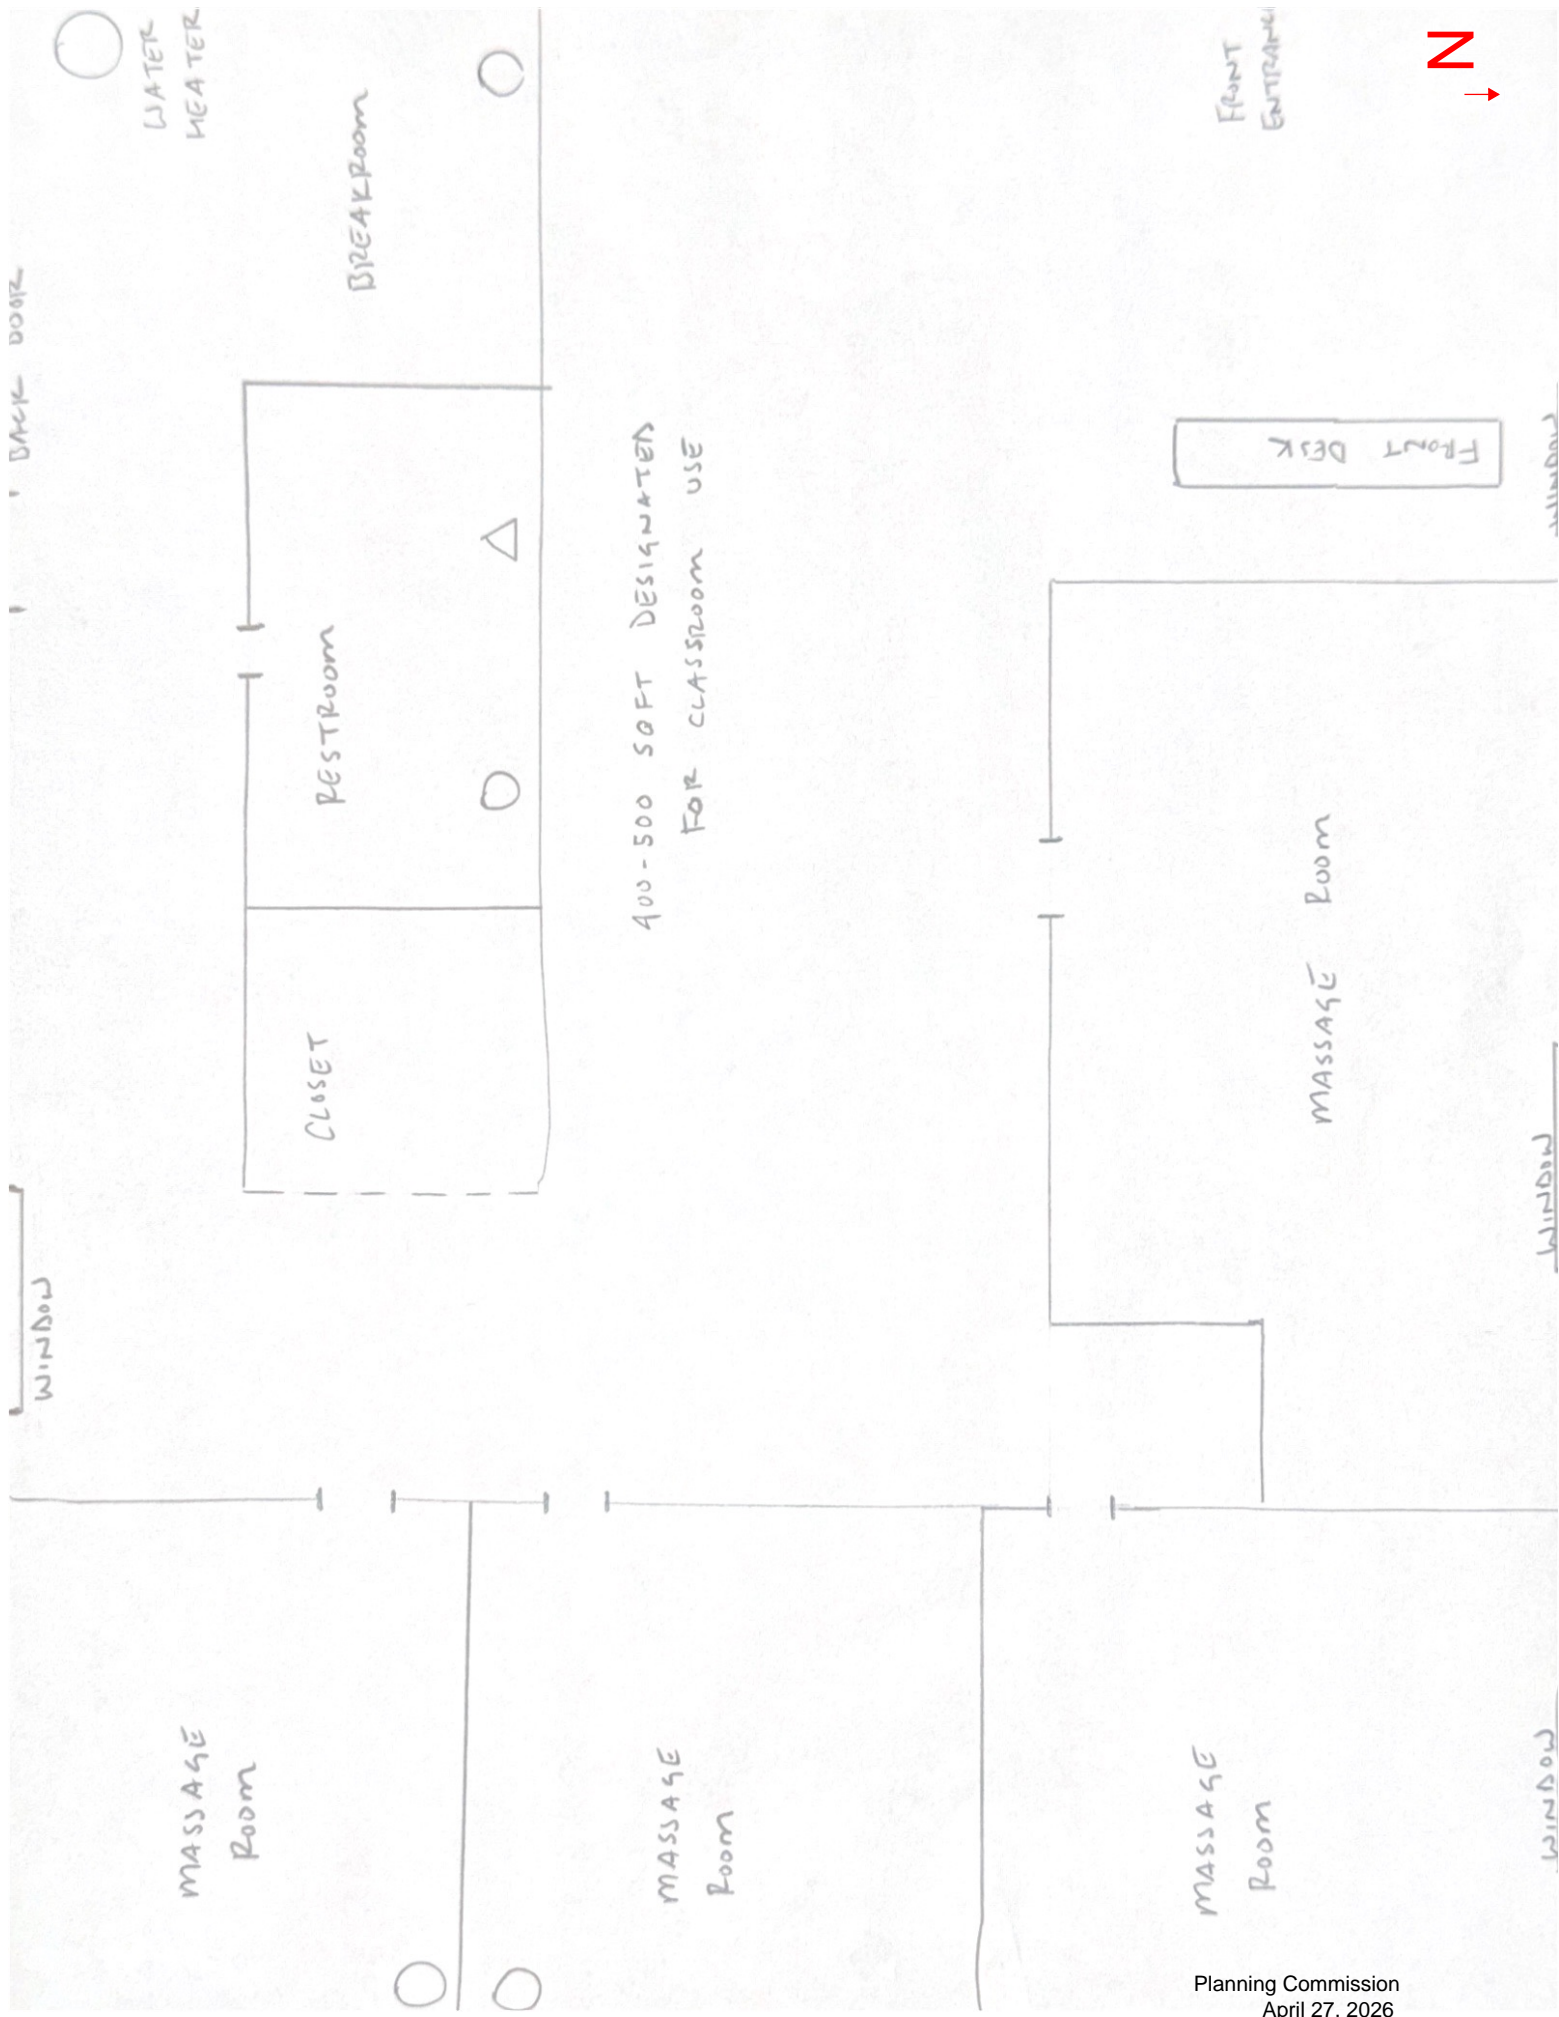 WATER
HEATER
BACK DOOR
BREAKROOM
FRONT
ENTRANC
N
RESTROOM
400-500 SQFT DESIGNATED
FOR CLASSROOM USE
FRONT DESK
WINDOW
CLOSET
MASSAGE ROOM
WINDOW
WINDOW
MASSAGE
ROOM
MASSAGE
ROOM
MASSAGE
ROOM
WINDOW
Planning Commission
April 27, 2026